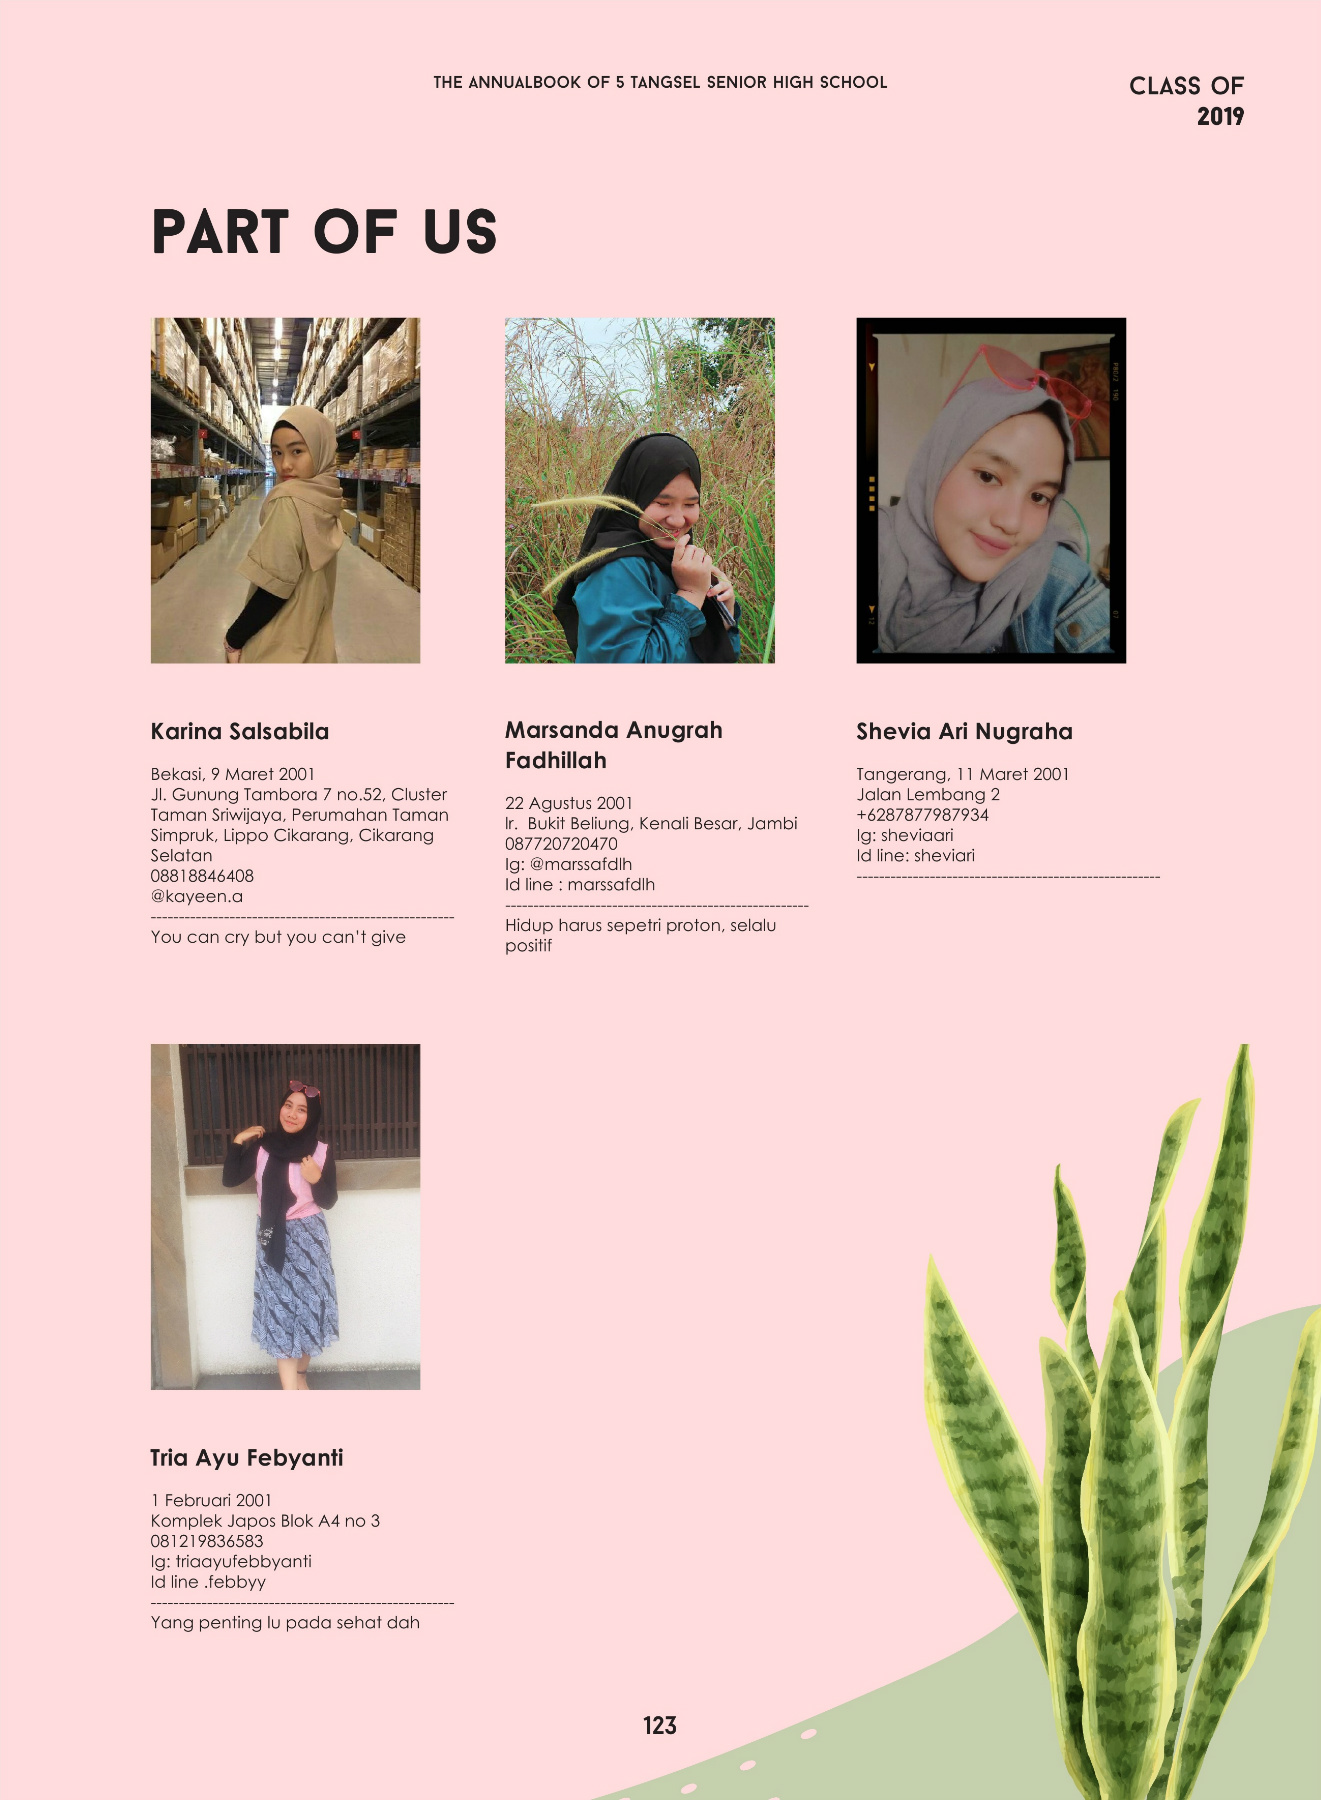 THE ANNUALBOOK OF 5 TANGSEL SENIOR HIGH SCHOOL
CLASS OF
2019
PART OF US
Karina Salsabila
Bekasi, 9 Maret 2001
Jl. Gunung Tambora 7 no.52, Cluster
Taman Sriwijaya, Perumahan Taman
Simpruk, Lippo Cikarang, Cikarang
Selatan
08818846408
@kayeen.a
------------------------------------------------------
You can cry but you can't give
Marsanda Anugrah
Fadhillah
22 Agustus 2001
lr.  Bukit Beliung, Kenali Besar, Jambi
087720720470
Ig: @marssafdlh
Id line : marssafdlh
------------------------------------------------------
Hidup harus sepetri proton, selalu
positif
Shevia Ari Nugraha
Tangerang, 11 Maret 2001
Jalan Lembang 2
+6287877987934
Ig: sheviaari
Id line: sheviari
------------------------------------------------------
Tria Ayu Febyanti
1 Februari 2001
Komplek Japos Blok A4 no 3
081219836583
Ig: triaayufebbyanti
Id line .febbyy
------------------------------------------------------
Yang penting lu pada sehat dah
123